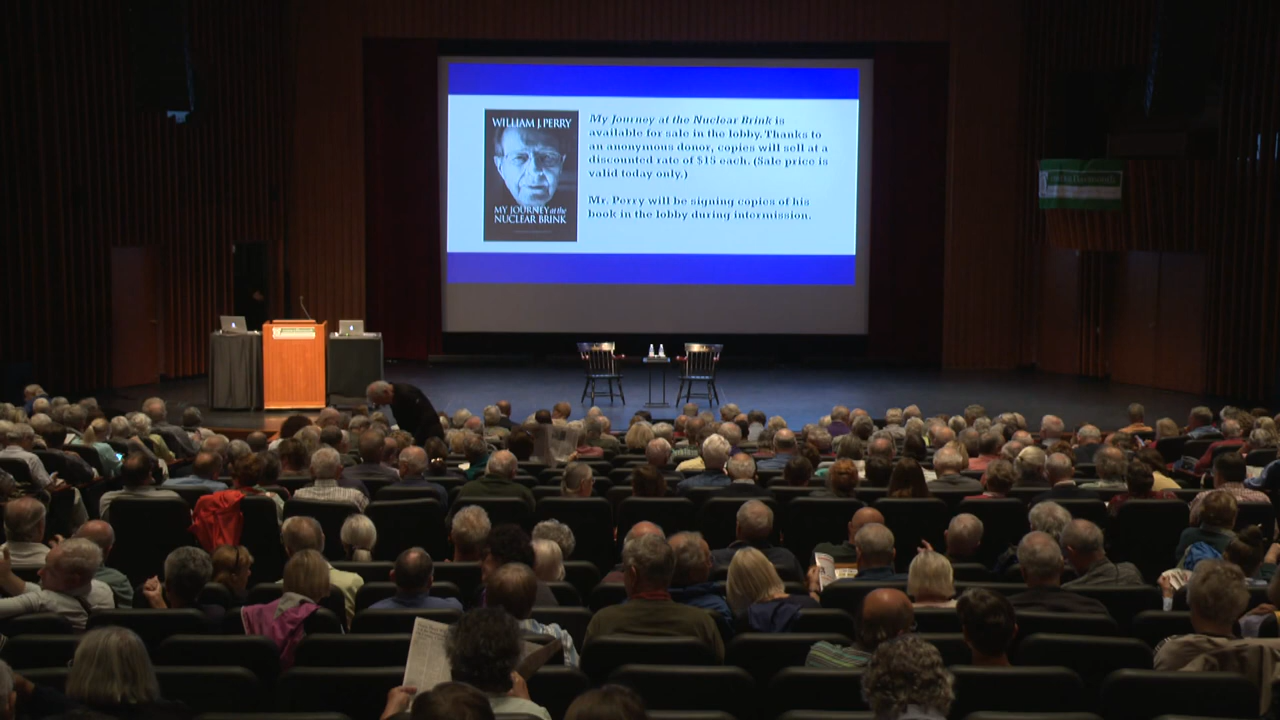 WILLIAM J. PERRY
MY JOURNEY at the
NUCLEAR BRINK
My Journey at the Nuclear Brink is
available for sale in the lobby. Thanks to
an anonymous donor, copies will sell at a
discounted rate of $15 each. (Sale price is
valid today only.)
Mr. Perry will be signing copies of his
book in the lobby during intermission.